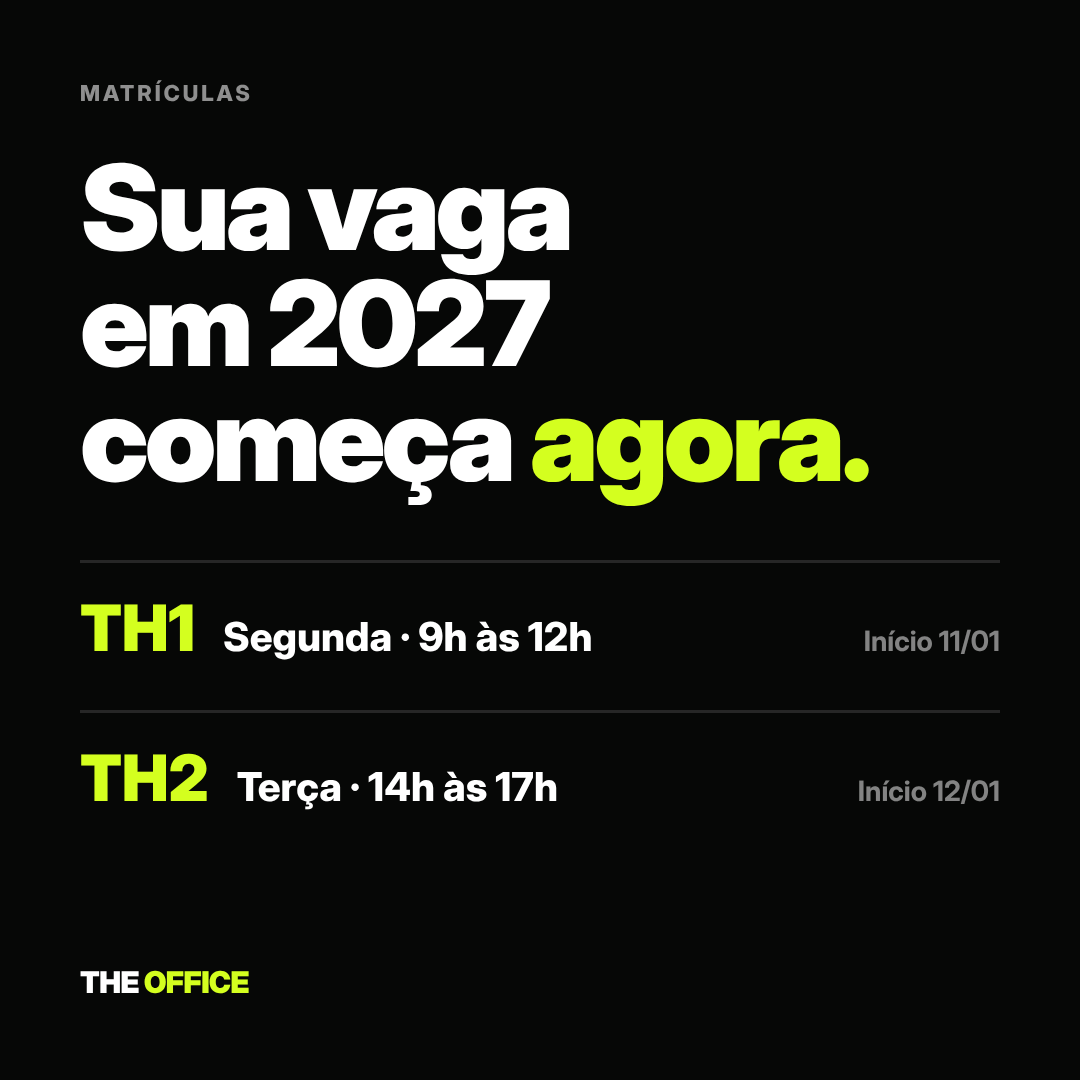 MATRÍCULAS
Sua vaga
em 2027
começa agora.
TH1 Segunda · 9h às 12h Início 11/01
TH2 Terça · 14h às 17h Início 12/01
THE OFFICE